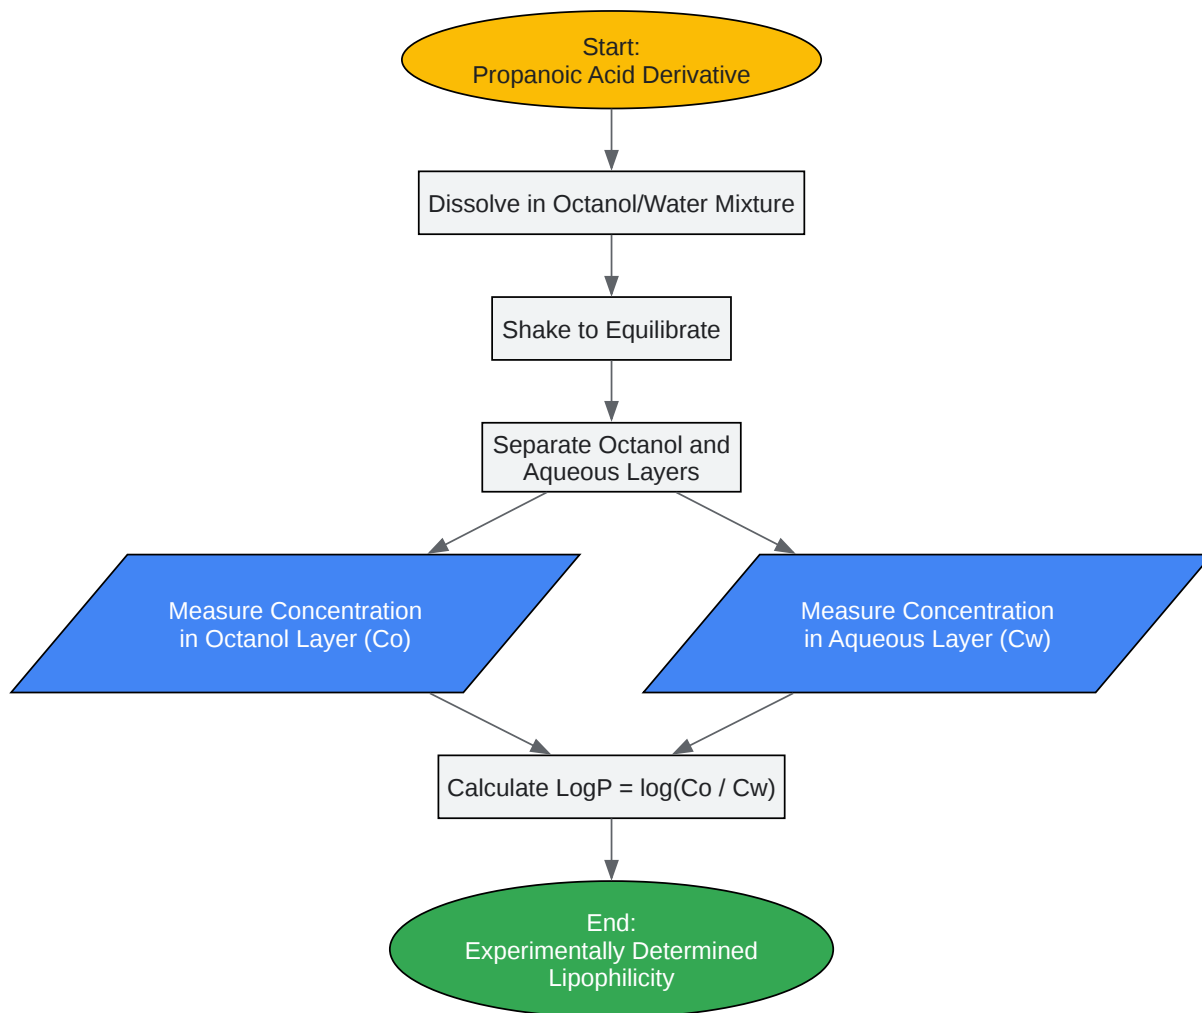 Start:
Propanoic Acid Derivative
Dissolve in Octanol/Water Mixture
Shake to Equilibrate
Separate Octanol and
Aqueous Layers
Measure Concentration
in Octanol Layer (Co)
Measure Concentration
in Aqueous Layer (Cw)
Calculate LogP = log(Co / Cw)
End:
Experimentally Determined
Lipophilicity